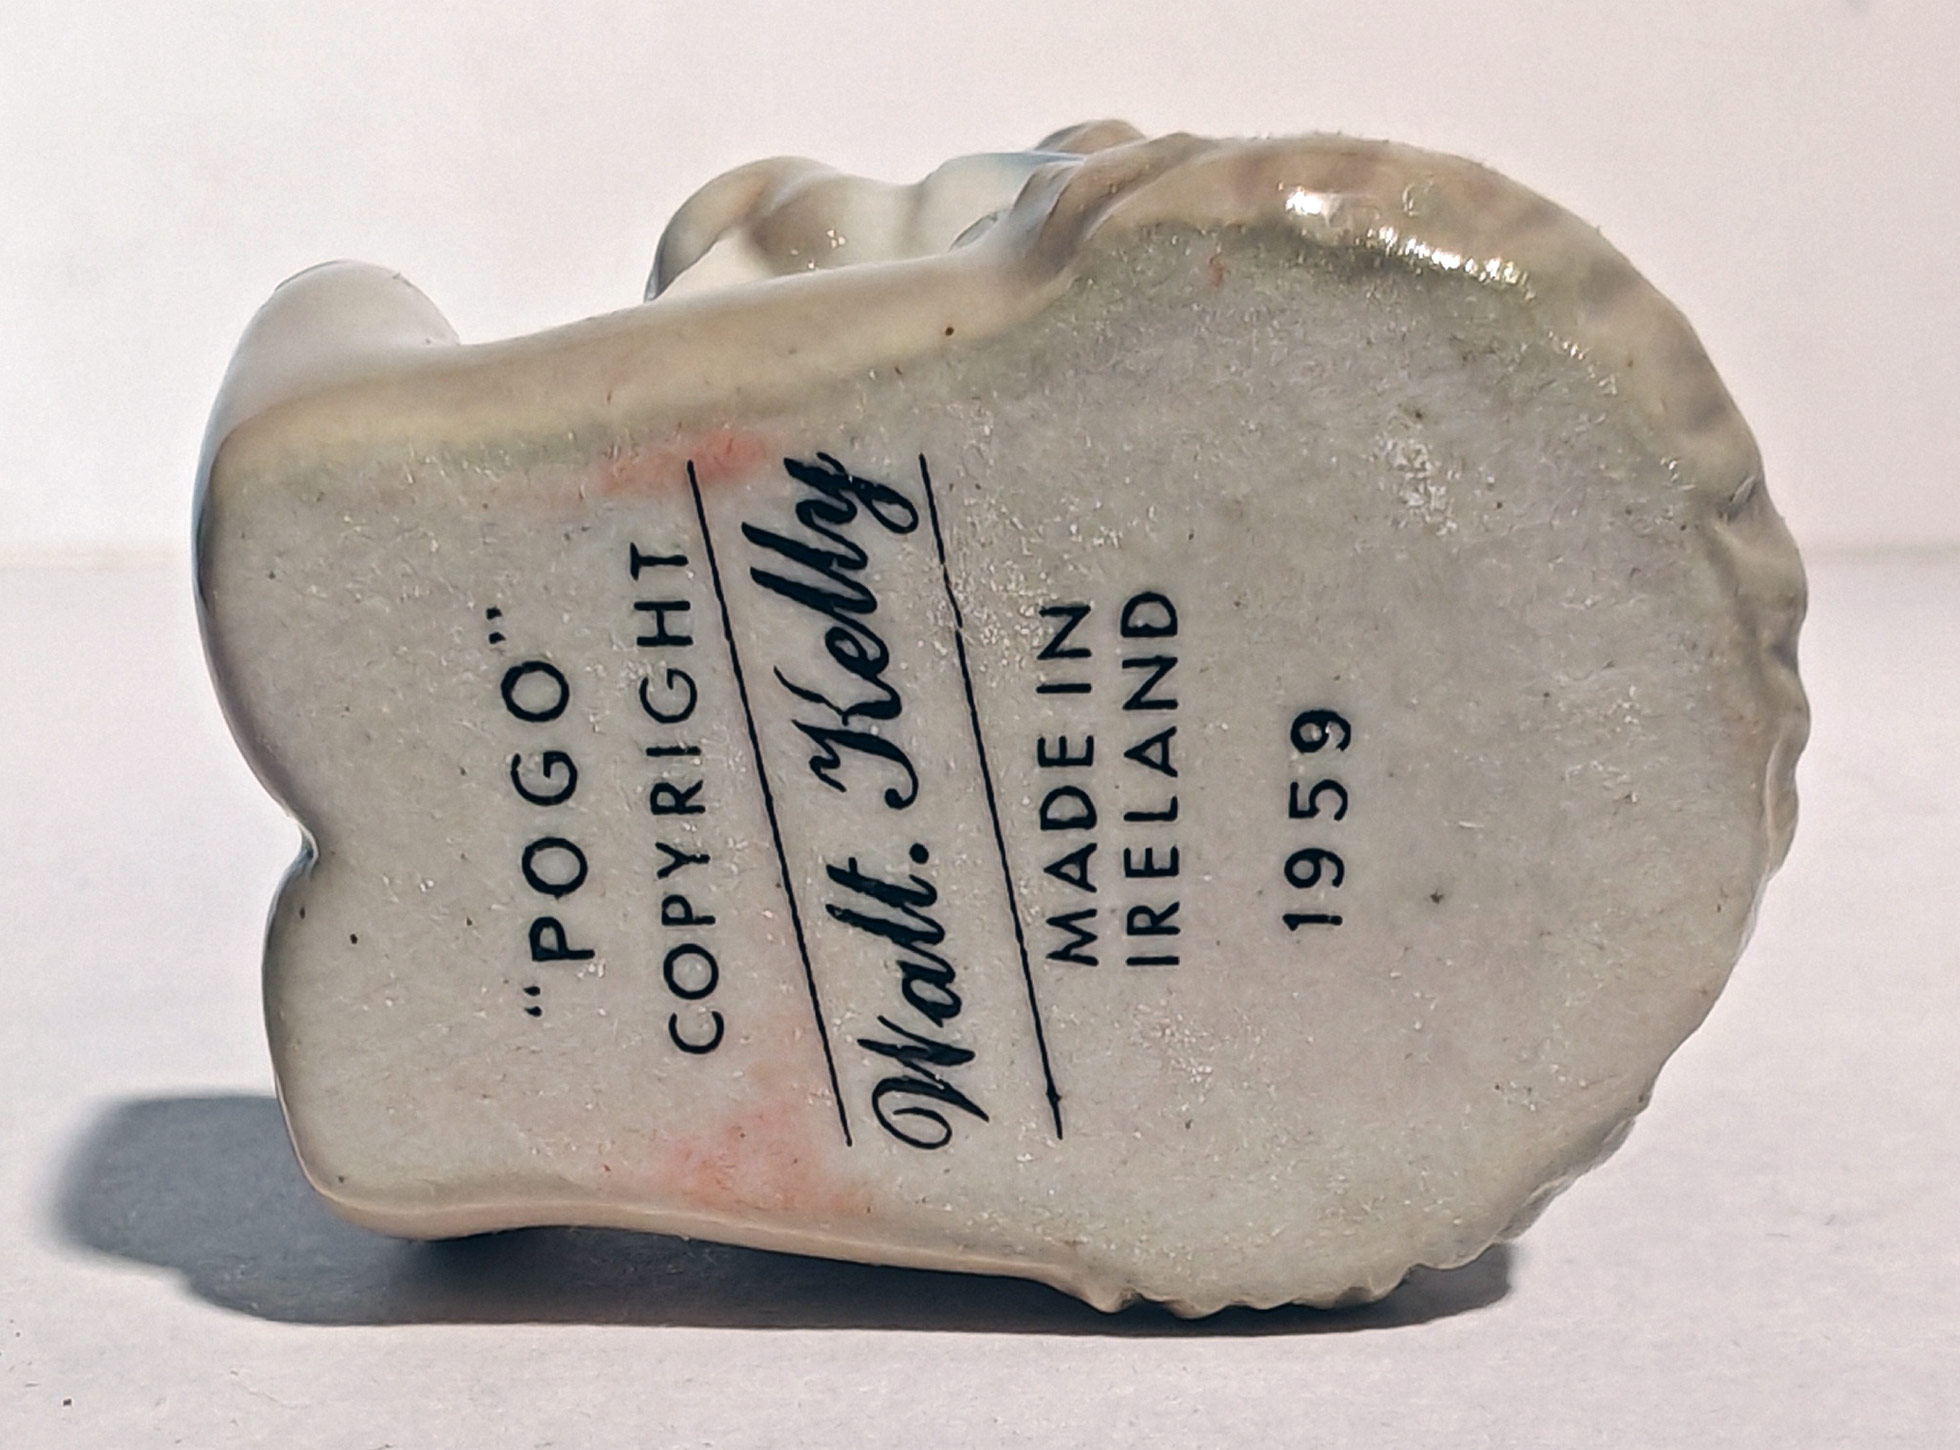 “POGO”
COPYRIGHT
Walt. Kelly
MADE IN
IRELAND
1959